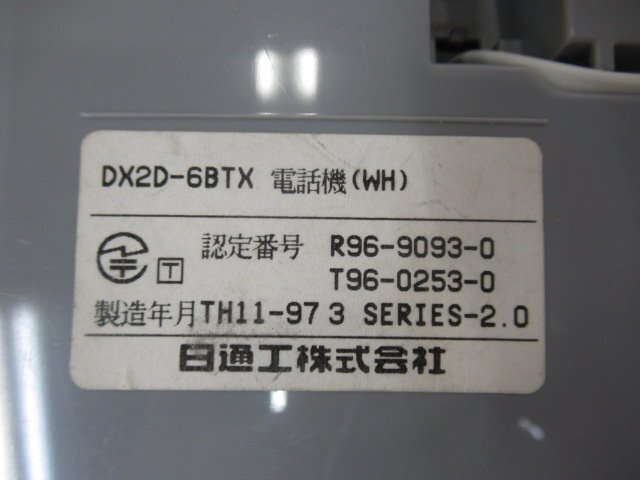 DX2D-6BTX 電話機(WH)
認定番号 R96-9093-0
T
T96-0253-0
製造年月TH11-97 3 SERIES-2.0
日通工株式会社